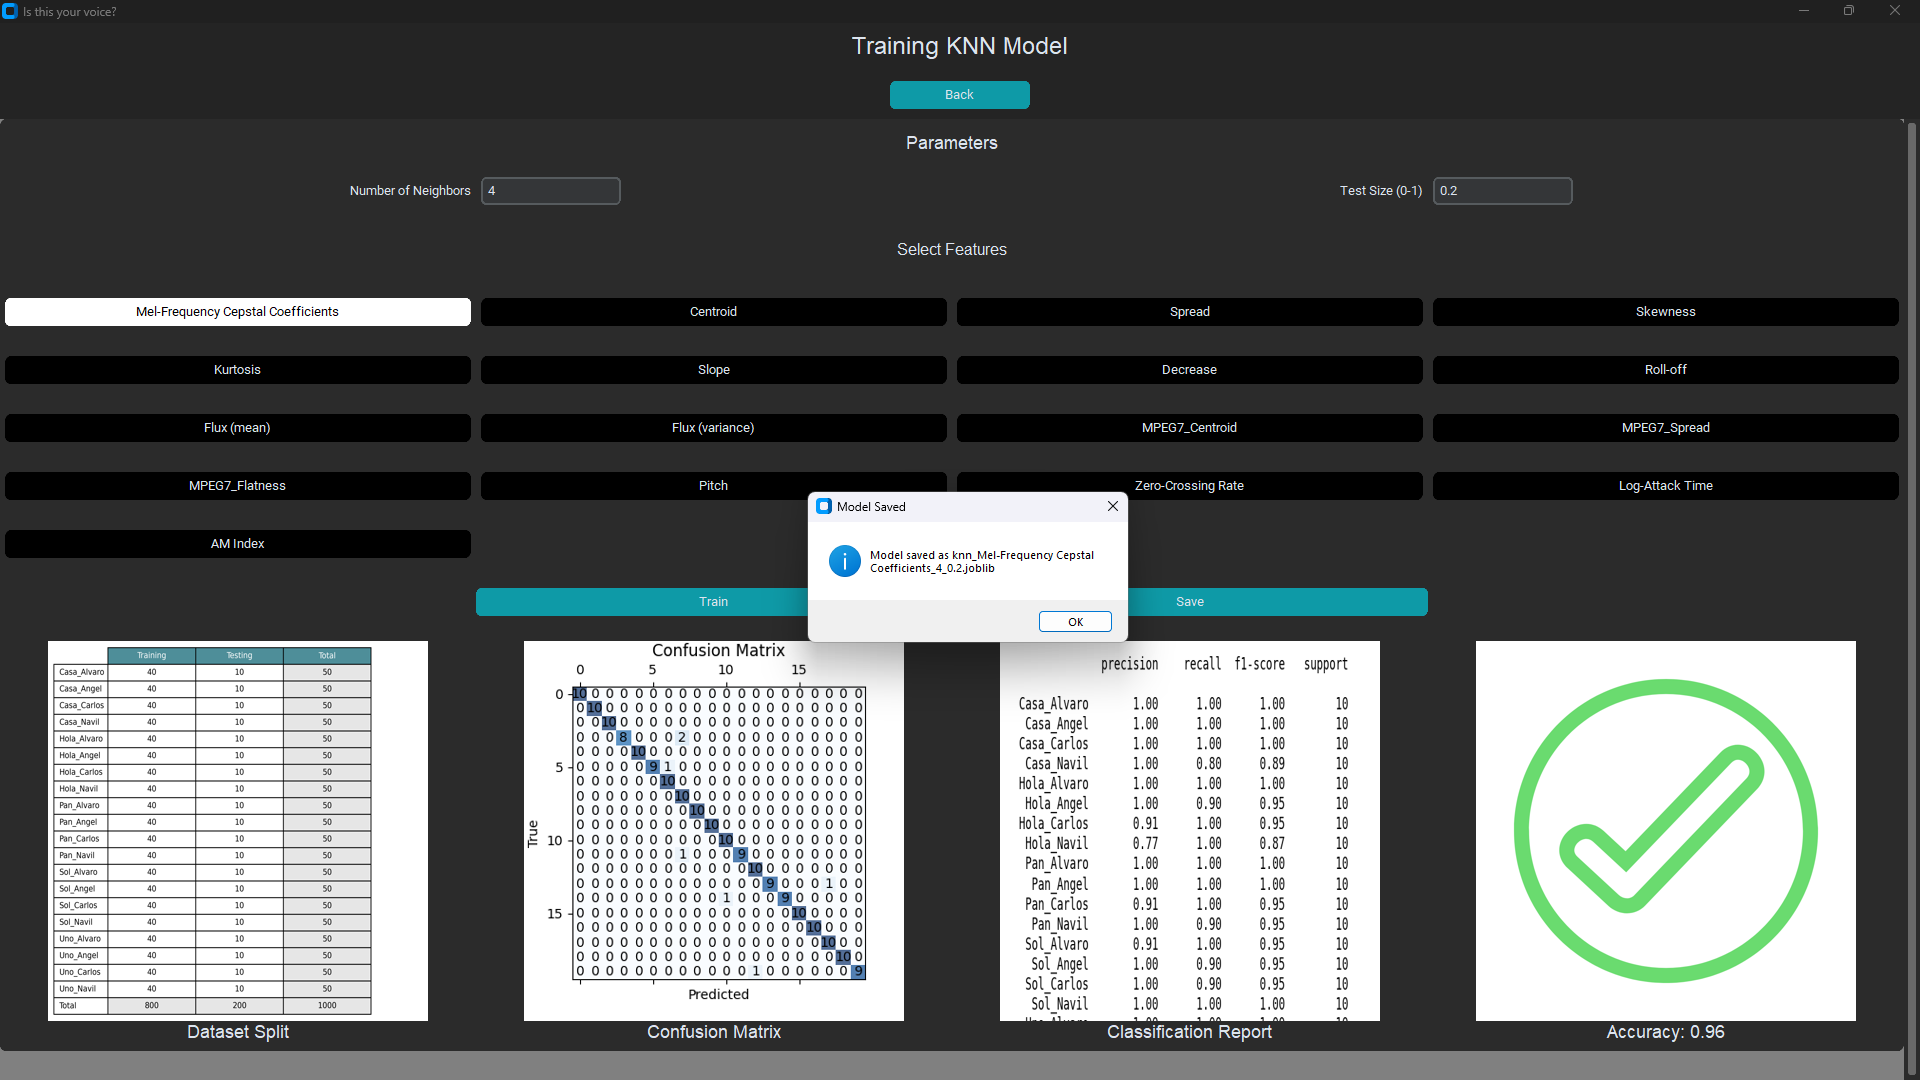 Is this your voice?
Training KNN Model
Back
Parameters
Number of Neighbors 4 Test Size (0-1) 0.2
Select Features
Mel-Frequency Cepstal Coefficients Centroid Spread Skewness
Kurtosis Slope Decrease Roll-off
Flux (mean) Flux (variance) MPEG7_Centroid MPEG7_Spread
MPEG7_Flatness Pitch Zero-Crossing Rate Log-Attack Time
AM Index
Model Saved
Model saved as knn_Mel-Frequency Cepstal
Coefficients_4_0.2.joblib
OK
Train Save
Training Testing Total
Casa_Alvaro 40 10 50
Casa_Angel 40 10 50
Casa_Carlos 40 10 50
Casa_Navil 40 10 50
Hola_Alvaro 40 10 50
Hola_Angel 40 10 50
Hola_Carlos 40 10 50
Hola_Navil 40 10 50
Pan_Alvaro 40 10 50
Pan_Angel 40 10 50
Pan_Carlos 40 10 50
Pan_Navil 40 10 50
Sol_Alvaro 40 10 50
Sol_Angel 40 10 50
Sol_Carlos 40 10 50
Sol_Navil 40 10 50
Uno_Alvaro 40 10 50
Uno_Angel 40 10 50
Uno_Carlos 40 10 50
Uno_Navil 40 10 50
Total 800 200 1000
Dataset Split
Confusion Matrix
0 5 10 15
0 10 0 0 0 0 0 0 0 0 0 0 0 0 0 0 0 0 0 0 0
0 10 0 0 0 0 0 0 0 0 0 0 0 0 0 0 0 0 0 0
0 0 10 0 0 0 0 0 0 0 0 0 0 0 0 0 0 0 0 0
0 0 0 8 0 0 0 2 0 0 0 0 0 0 0 0 0 0 0 0
0 0 0 0 10 0 0 0 0 0 0 0 0 0 0 0 0 0 0 0
5 0 0 0 0 0 9 1 0 0 0 0 0 0 0 0 0 0 0 0 0
0 0 0 0 0 0 10 0 0 0 0 0 0 0 0 0 0 0 0 0
0 0 0 0 0 0 0 10 0 0 0 0 0 0 0 0 0 0 0 0
0 0 0 0 0 0 0 0 10 0 0 0 0 0 0 0 0 0 0 0
0 0 0 0 0 0 0 0 0 10 0 0 0 0 0 0 0 0 0 0
10 0 0 0 0 0 0 0 0 0 0 10 0 0 0 0 0 0 0 0 0
0 0 0 0 0 0 0 1 0 0 0 9 0 0 0 0 0 0 0 0
0 0 0 0 0 0 0 0 0 0 0 0 10 0 0 0 0 0 0 0
0 0 0 0 0 0 0 0 0 0 0 0 0 9 0 0 0 1 0 0
0 0 0 0 0 0 0 0 0 0 1 0 0 0 9 0 0 0 0 0
15 0 0 0 0 0 0 0 0 0 0 0 0 0 0 0 10 0 0 0 0
0 0 0 0 0 0 0 0 0 0 0 0 0 0 0 0 10 0 0 0
0 0 0 0 0 0 0 0 0 0 0 0 0 0 0 0 0 10 0 0
0 0 0 0 0 0 0 0 0 0 0 0 0 0 0 0 0 0 10 0
0 0 0 0 0 0 0 0 0 0 0 0 1 0 0 0 0 0 0 9
True
Predicted
Confusion Matrix
precision recall f1-score support
Casa_Alvaro 1.00 1.00 1.00 10
Casa_Angel 1.00 1.00 1.00 10
Casa_Carlos 1.00 1.00 1.00 10
Casa_Navil 1.00 0.80 0.89 10
Hola_Alvaro 1.00 1.00 1.00 10
Hola_Angel 1.00 0.90 0.95 10
Hola_Carlos 0.91 1.00 0.95 10
Hola_Navil 0.77 1.00 0.87 10
Pan_Alvaro 1.00 1.00 1.00 10
Pan_Angel 1.00 1.00 1.00 10
Pan_Carlos 0.91 1.00 0.95 10
Pan_Navil 1.00 0.90 0.95 10
Sol_Alvaro 0.91 1.00 0.95 10
Sol_Angel 1.00 0.90 0.95 10
Sol_Carlos 1.00 0.90 0.95 10
Sol_Navil 1.00 1.00 1.00 10
Classification Report
Accuracy: 0.96